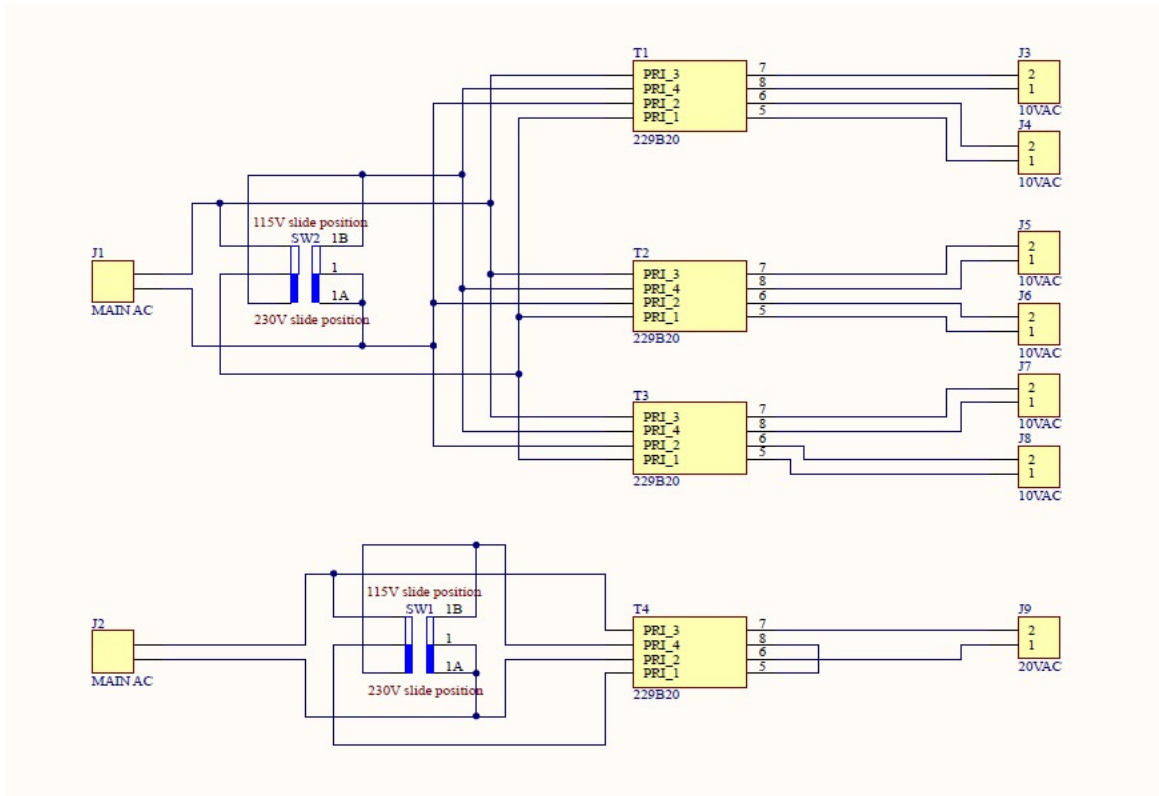 T1
PRI_3
PRI_4
PRI_2
PRI_1
229B20
7
8
6
5
J3
2
1
10VAC
J4
2
1
10VAC
115V slide position
SW2 1B
1
1A
230V slide position
J1
MAIN AC
T2
PRI_3
PRI_4
PRI_2
PRI_1
229B20
7
8
6
5
J5
2
1
10VAC
J6
2
1
10VAC
T3
PRI_3
PRI_4
PRI_2
PRI_1
229B20
7
8
6
5
J7
2
1
10VAC
J8
2
1
10VAC
115V slide position
SW1 1B
1
1A
230V slide position
J2
MAIN AC
T4
PRI_3
PRI_4
PRI_2
PRI_1
229B20
7
8
6
5
J9
2
1
20VAC